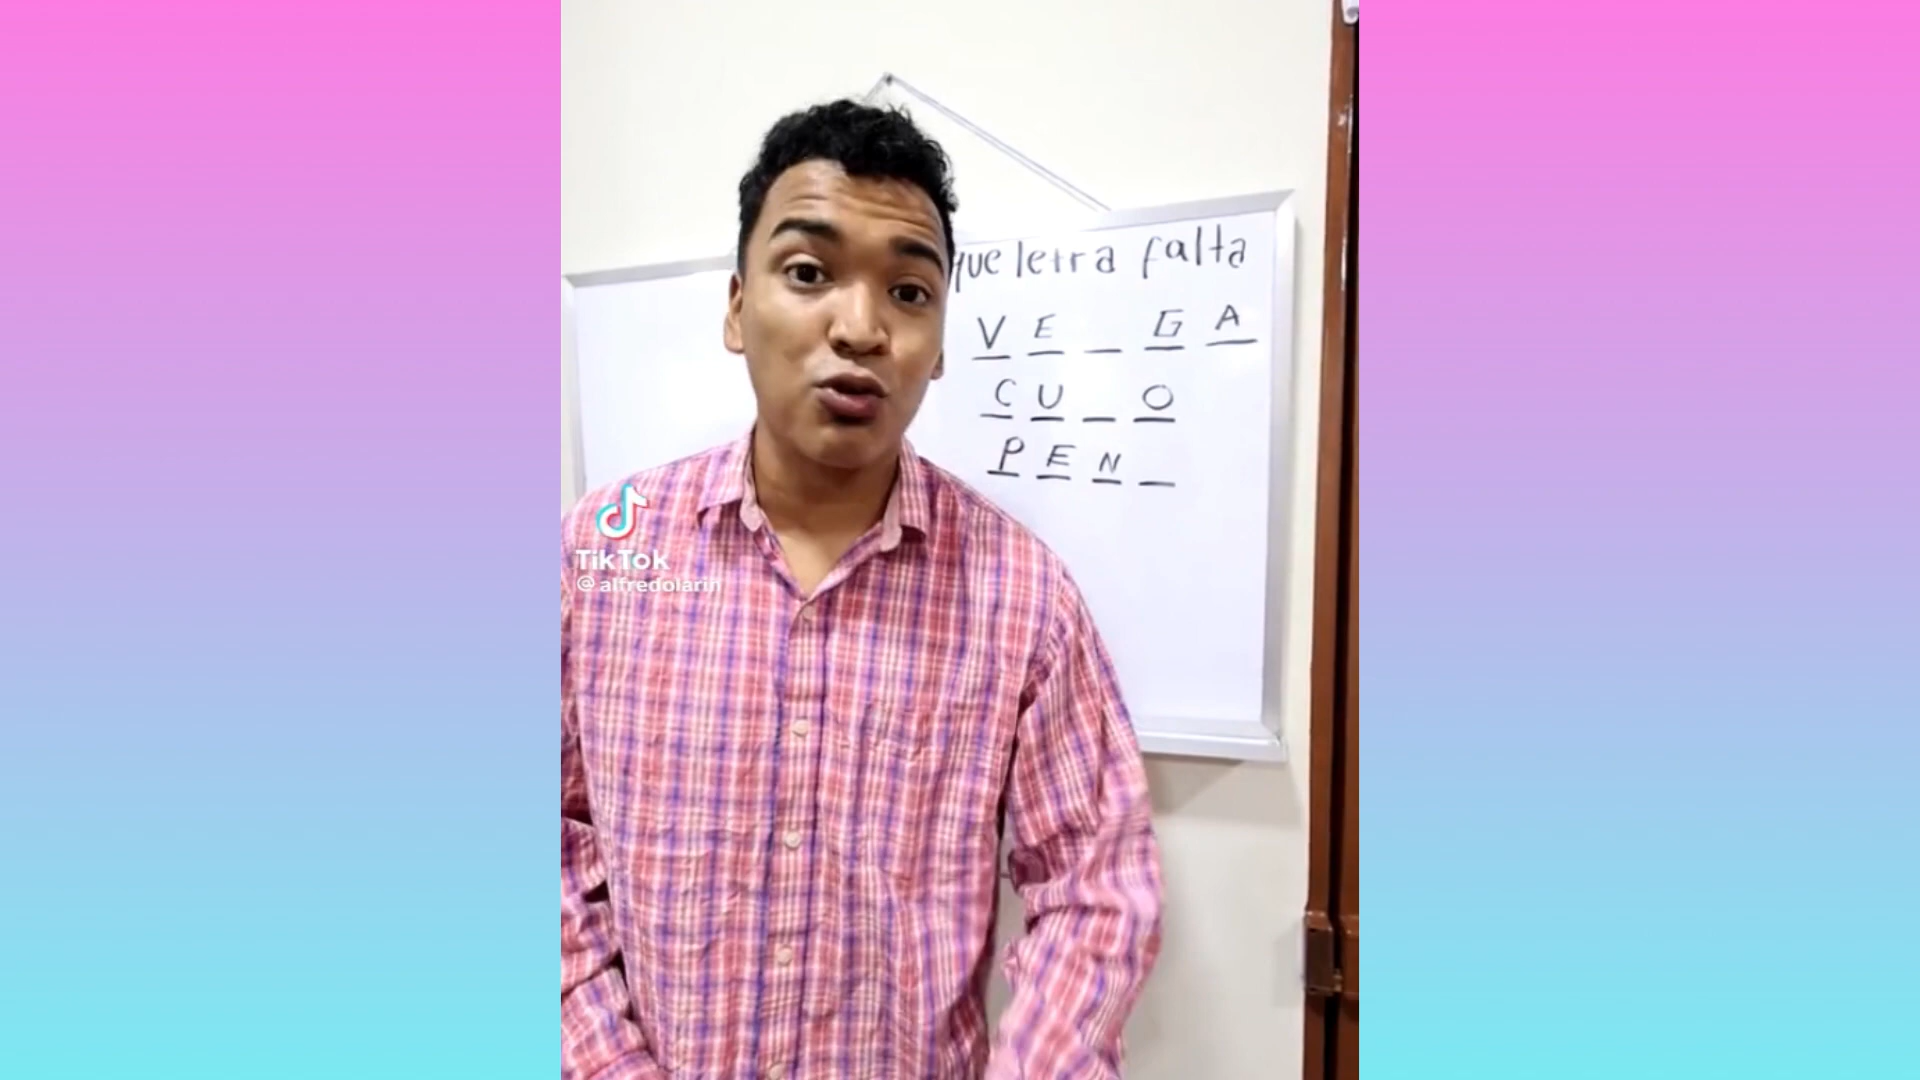 que letra falta
V E _ G A
C U _ O
P E N _
TikTok
@alfredolarin